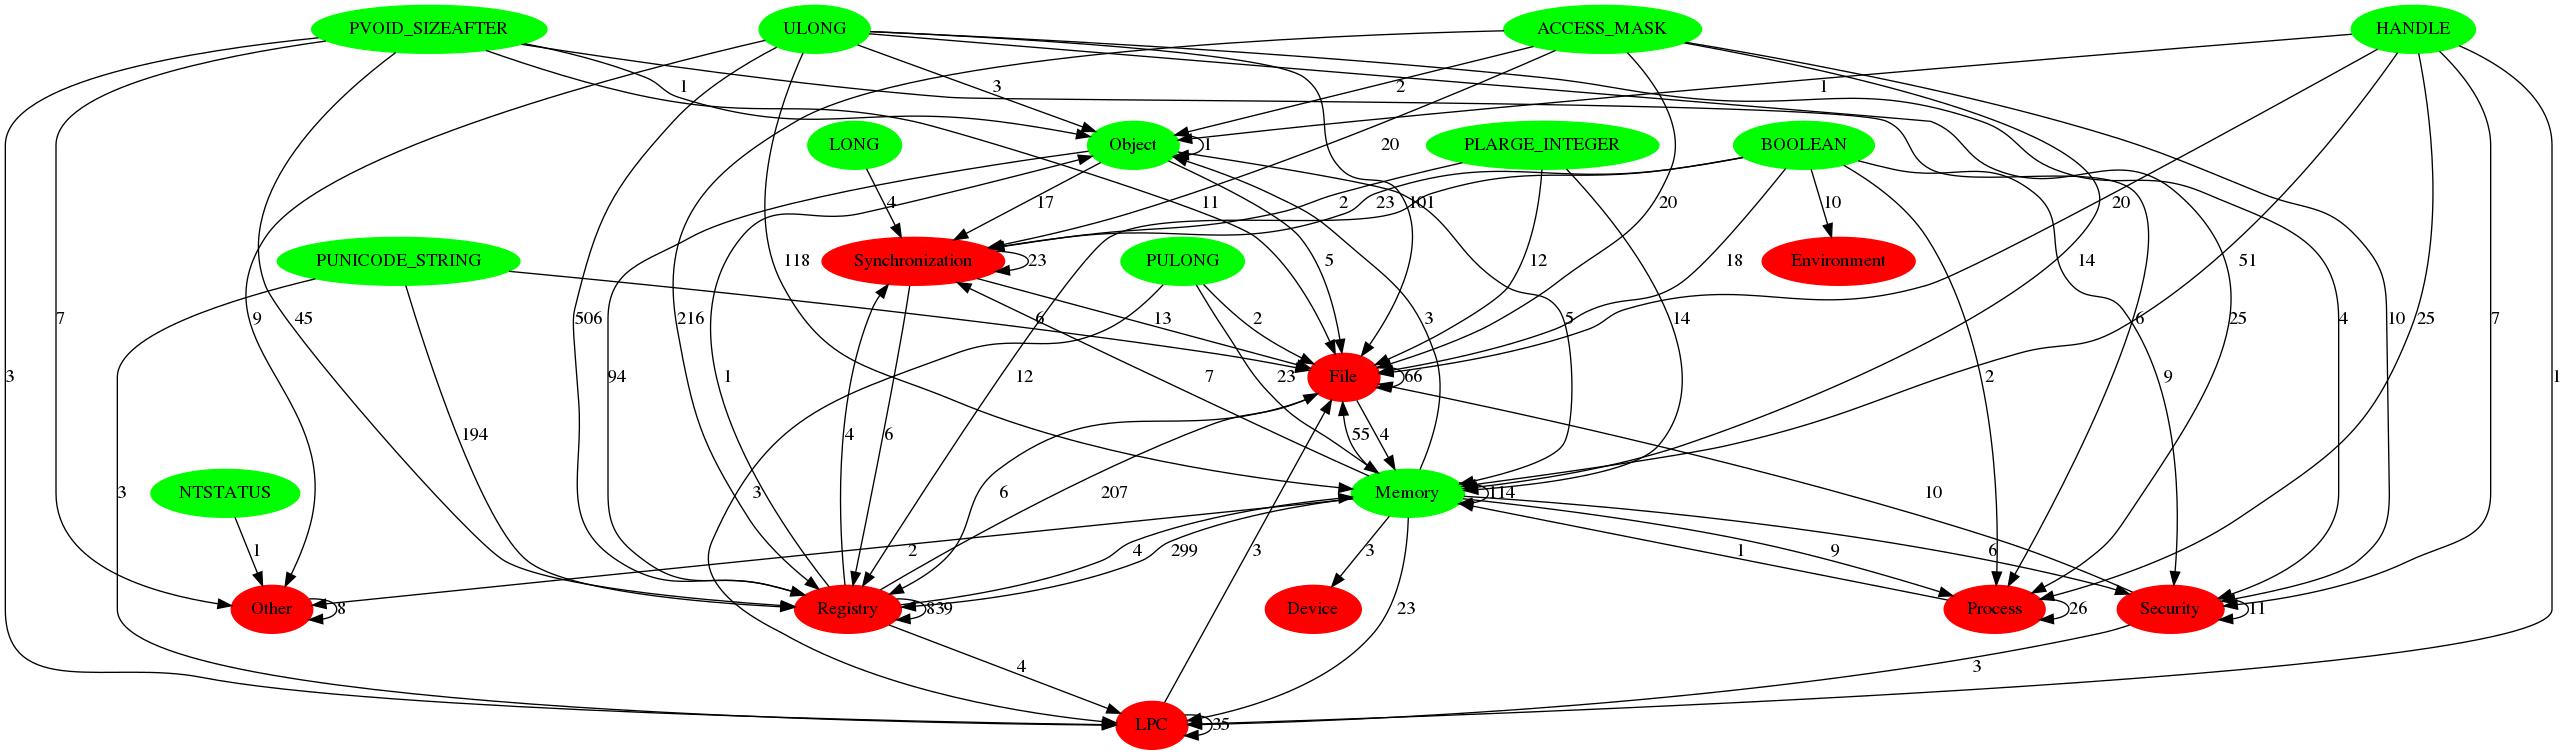 PVOID_SIZEAFTER ULONG ACCESS_MASK HANDLE
1 3 2 1
LONG Object 1 PLARGE_INTEGER BOOLEAN
20
4 17 11 2 23 101 20 10 20
PUNICODE_STRING 118 Synchronization 23 PULONG 5 12 18 Environment 14 51
7 9 45 506 216 6 13 2 3 5 14 6 25 4 10 25 7
3 94 1 12 7 23 File 66 2 9 1
194 4 6 55 4
3 NTSTATUS 3 6 207 Memory 114 10
1 2 4 299 3 9 1 6
Other 8 Registry 839 Device 23 Process 26 Security 11
4 3
LPC 35
3